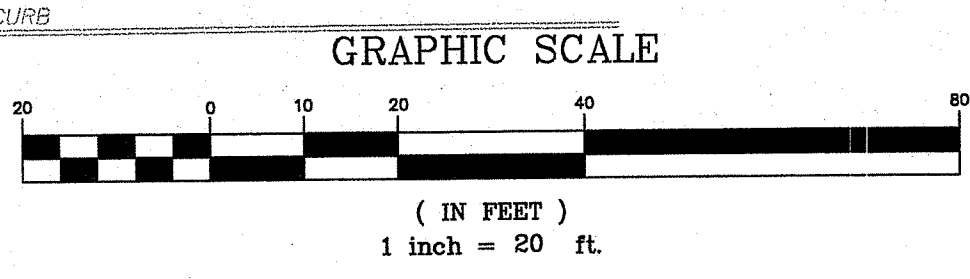 CURB
GRAPHIC SCALE
20 0 10 20 40 80
( IN FEET )
1 inch = 20 ft.